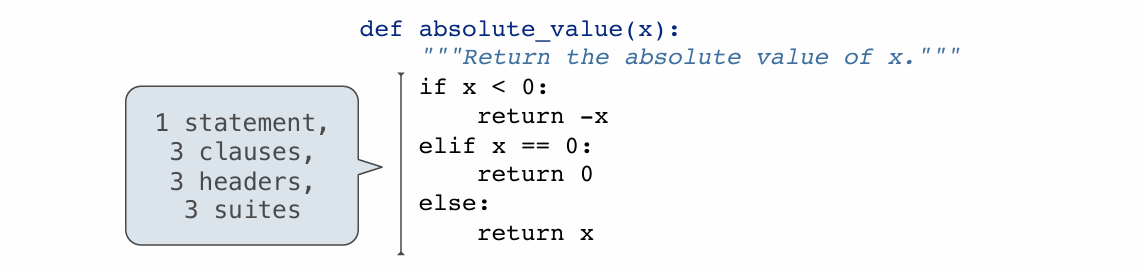 def absolute_value(x):
    """Return the absolute value of x."""
    if x < 0:
        return -x
    elif x == 0:
        return 0
    else:
        return x
1 statement,
3 clauses,
3 headers,
3 suites